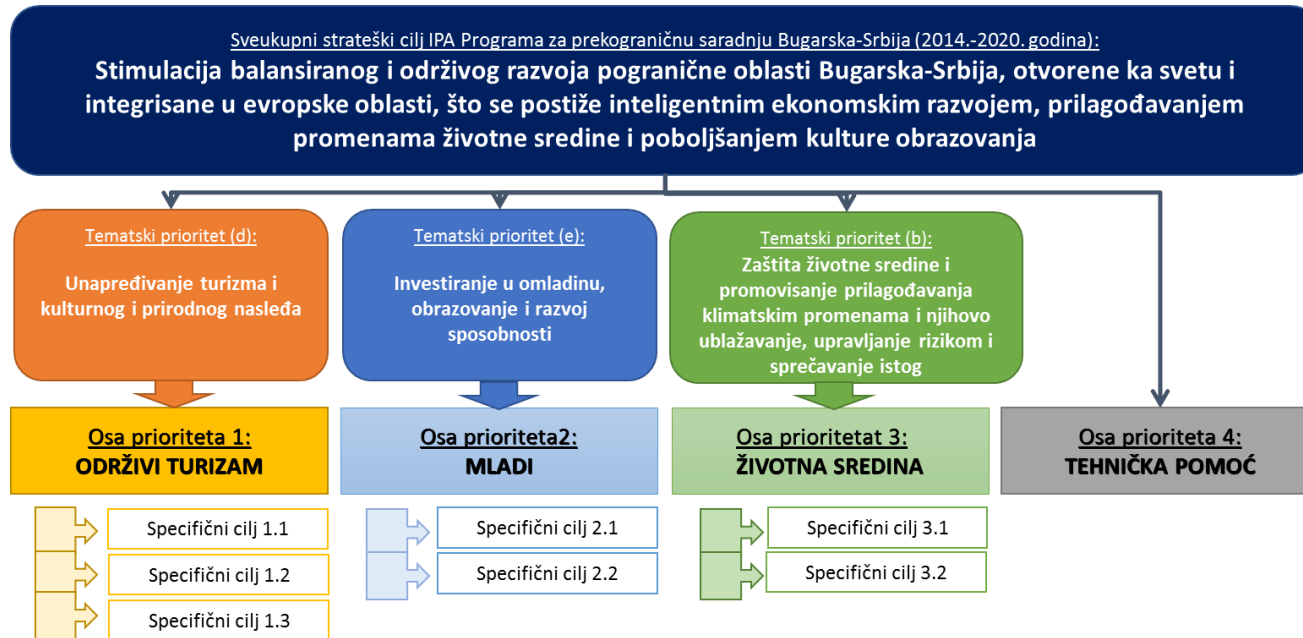 Sveukupni strateški cilj IPA Programa za prekograničnu saradnju Bugarska-Srbija (2014.-2020. godina):
Stimulacija balansiranog i održivog razvoja pogranične oblasti Bugarska-Srbija, otvorene ka svetu i
integrisane u evropske oblasti, što se postiže inteligentnim ekonomskim razvojem, prilagođavanjem
promenama životne sredine i poboljšanjem kulture obrazovanja
Tematski prioritet (d):
Unapređivanje turizma i
kulturnog i prirodnog nasleđa
Tematski prioritet (e):
Investiranje u omladinu,
obrazovanje i razvoj
sposobnosti
Tematski prioritet (b):
Zaštita životne sredine i
promovisanje prilagođavanja
klimatskim promenama i njihovo
ublažavanje, upravljanje rizikom i
sprečavanje istog
Osa prioriteta 1:
ODRŽIVI TURIZAM
Osa prioriteta2:
MLADI
Osa prioritetat 3:
ŽIVOTNA SREDINA
Osa prioriteta 4:
TEHNIČKA POMOĆ
Specifični cilj 1.1
Specifični cilj 1.2
Specifični cilj 1.3
Specifični cilj 2.1
Specifični cilj 2.2
Specifični cilj 3.1
Specifični cilj 3.2